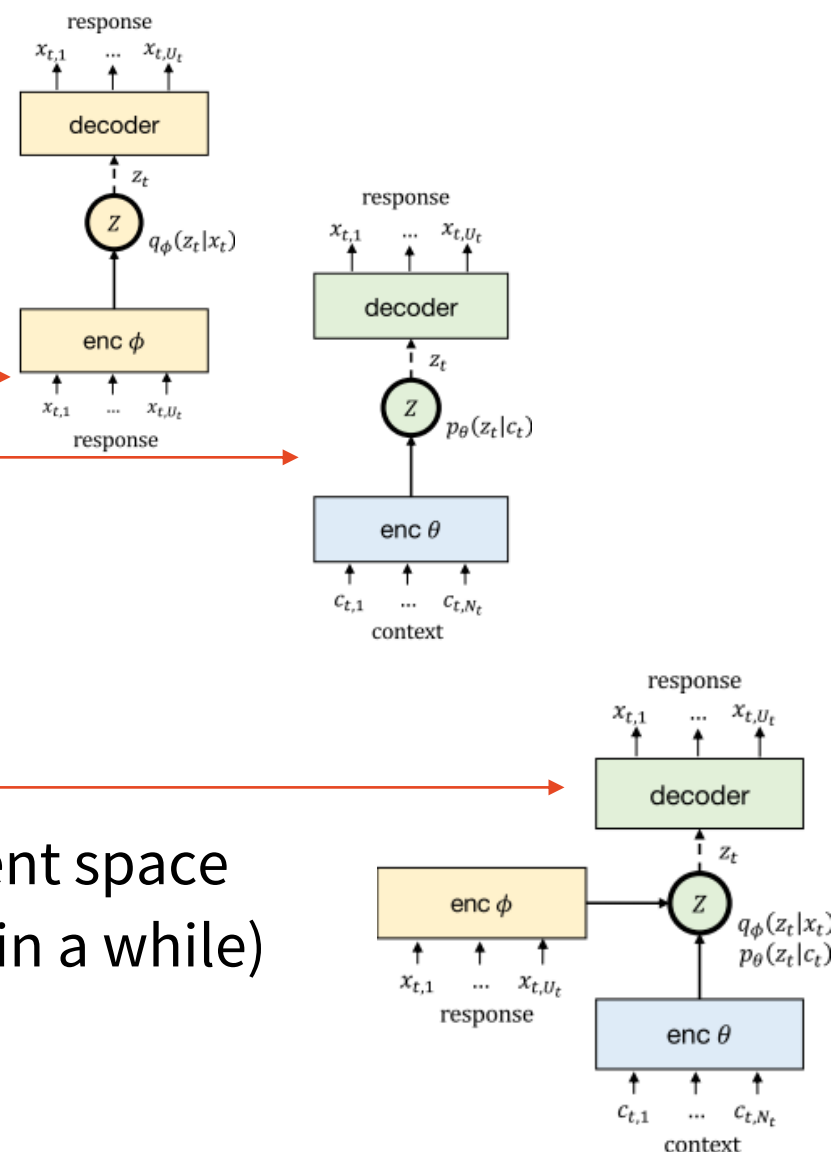 response
x_{t,1} ... x_{t,U_t}
decoder
z_t
Z
q_ϕ(z_t|x_t)
enc ϕ
x_{t,1} ... x_{t,U_t}
response
response
x_{t,1} ... x_{t,U_t}
decoder
z_t
Z
p_θ(z_t|c_t)
enc θ
c_{t,1} ... c_{t,N_t}
context
response
x_{t,1} ... x_{t,U_t}
decoder
z_t
ent space
in a while)
enc ϕ
Z
q_ϕ(z_t|x_t)
p_θ(z_t|c_t)
x_{t,1} ... x_{t,U_t}
response
enc θ
c_{t,1} ... c_{t,N_t}
context